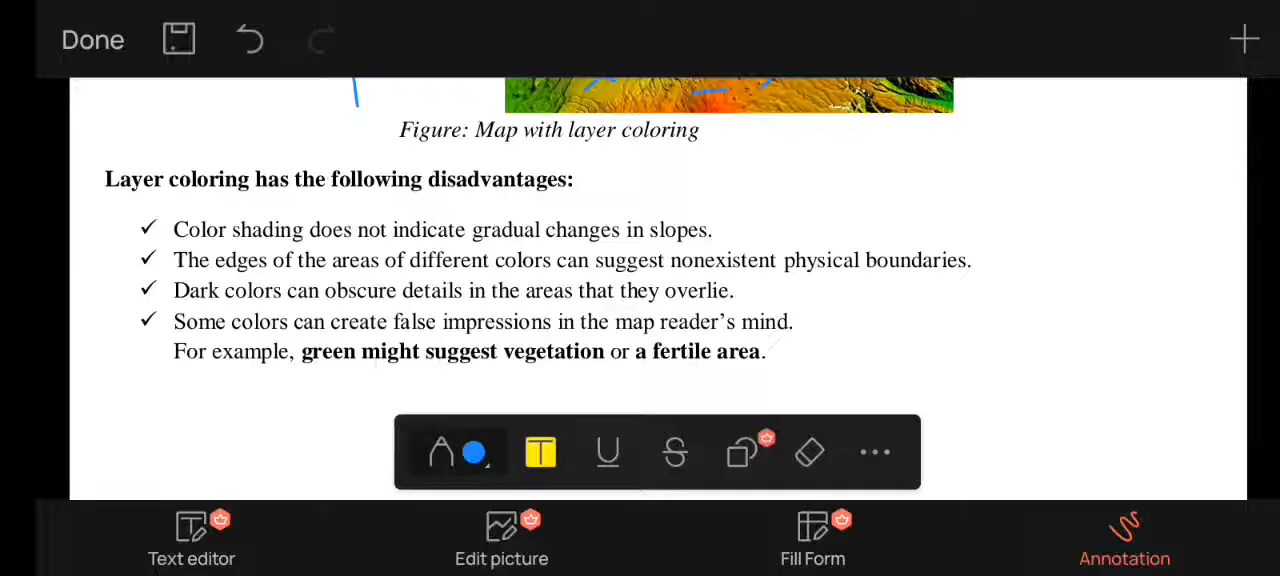 Done
Figure: Map with layer coloring
Layer coloring has the following disadvantages:
✓ Color shading does not indicate gradual changes in slopes.
✓ The edges of the areas of different colors can suggest nonexistent physical boundaries.
✓ Dark colors can obscure details in the areas that they overlie.
✓ Some colors can create false impressions in the map reader’s mind.
For example, green might suggest vegetation or a fertile area.
Text editor
Edit picture
Fill Form
Annotation